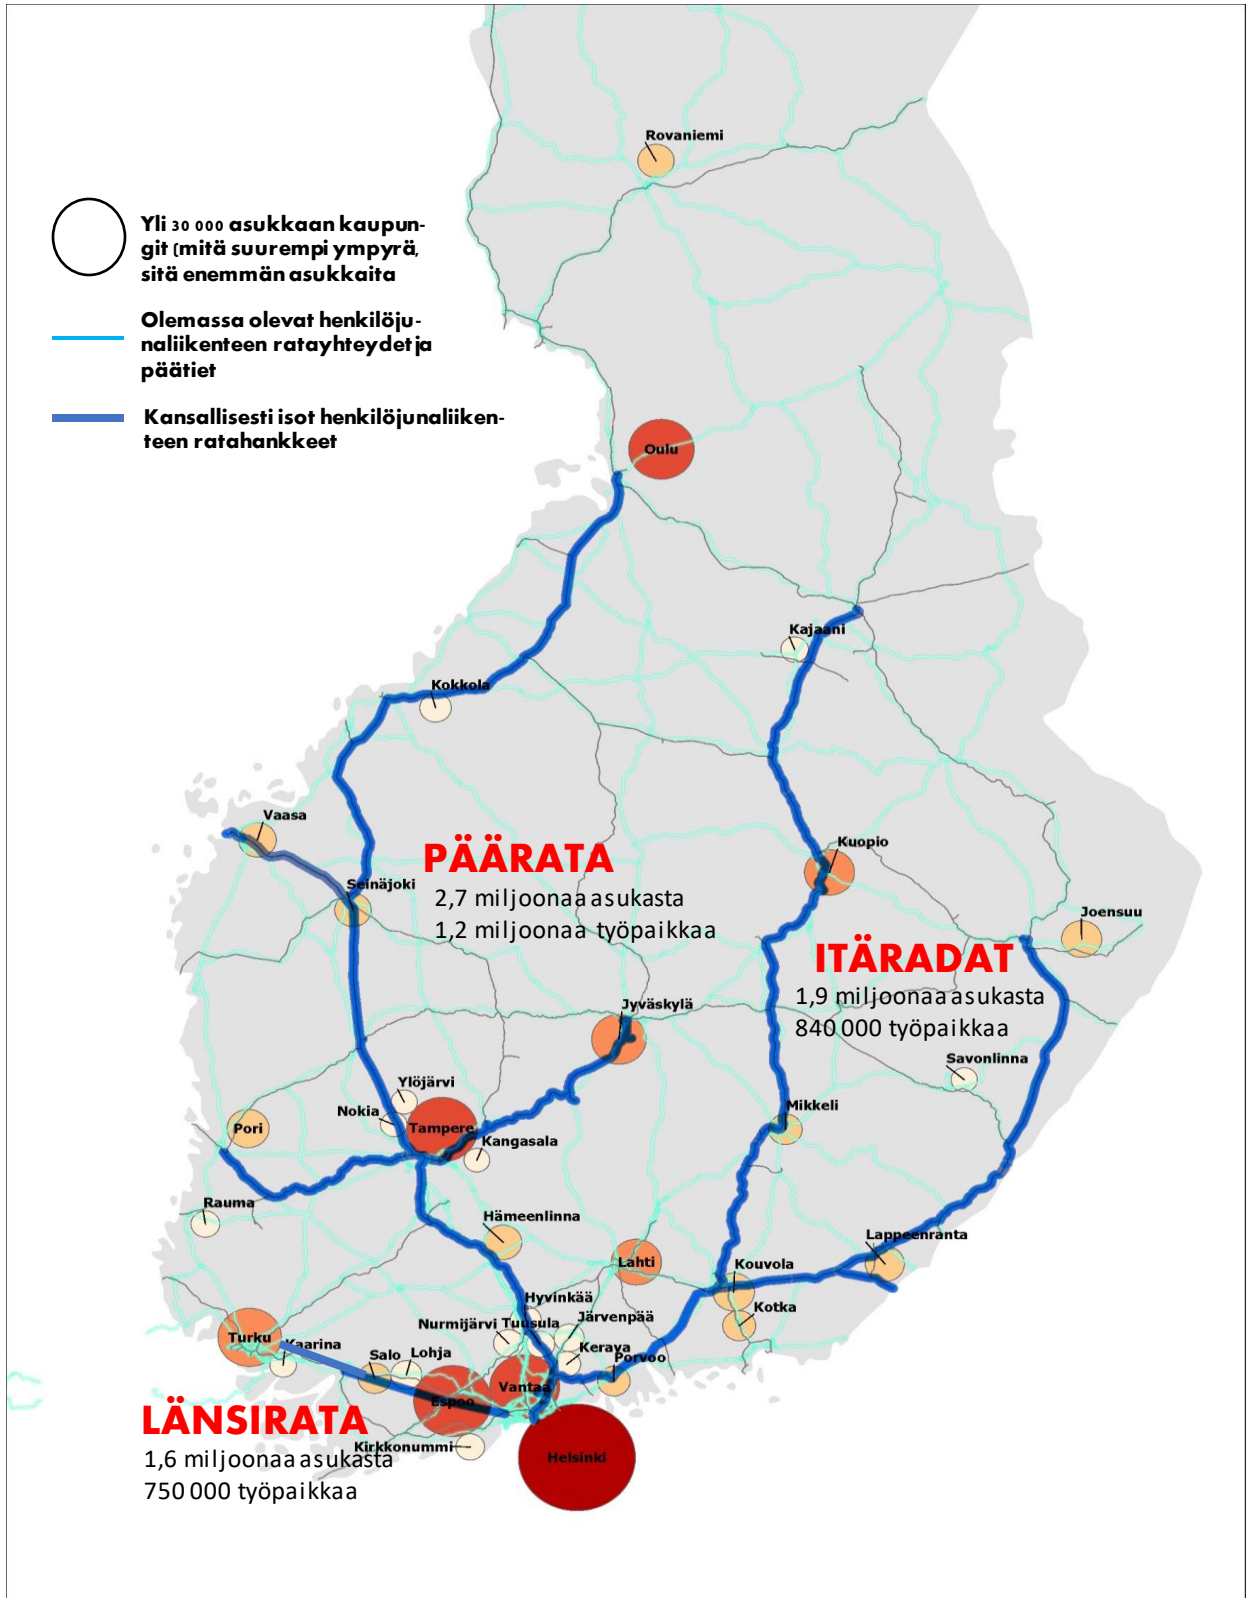 Rovaniemi
Yli 30 000 asukkaan kaupun-
git (mitä suurempi ympyrä,
sitä enemmän asukkaita
Olemassa olevat henkilöju-
naliikenteen ratayhteydet ja
päätiet
Kansallisesti isot henkilöjunaliiken-
teen ratahankkeet
Oulu
Kajaani
Kokkola
Vaasa
Seinäjoki
PÄÄRATA
2,7 miljoonaa asukasta
1,2 miljoonaa työpaikkaa
Kuopio
Joensuu
ITÄRADAT
1,9 miljoonaa asukasta
840 000 työpaikkaa
Jyväskylä
Savonlinna
Ylöjärvi
Nokia
Tampere
Kangasala
Mikkeli
Pori
Rauma
Hämeenlinna
Lahti
Kouvola
Lappeenranta
Kotka
Hyvinkää
Nurmijärvi
Tuusula
Järvenpää
Kerava
Porvoo
Turku
Kaarina
Salo
Lohja
Espoo
Vantaa
LÄNSIRATA
1,6 miljoonaa asukasta
750 000 työpaikkaa
Kirkkonummi
Helsinki